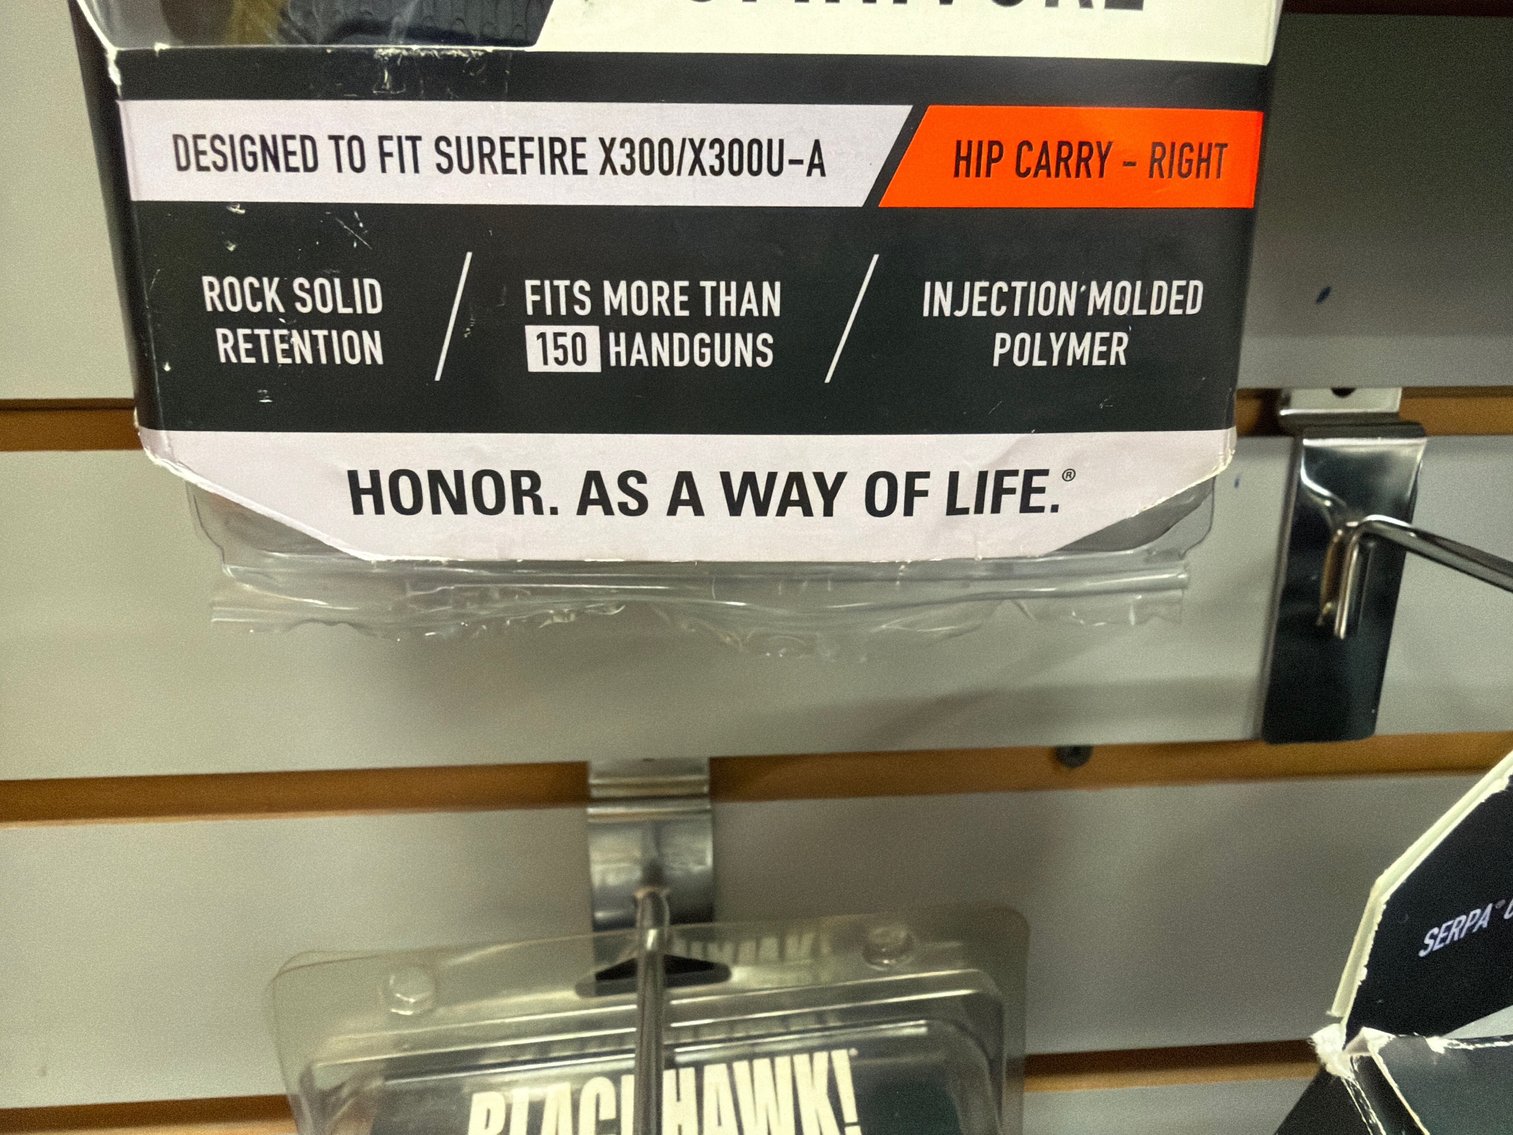 DESIGNED TO FIT SUREFIRE X300/X300U-A
HIP CARRY - RIGHT
ROCK SOLID
RETENTION
FITS MORE THAN
150 HANDGUNS
INJECTION MOLDED
POLYMER
HONOR. AS A WAY OF LIFE.®
SERPA®
BLACKHAWK!